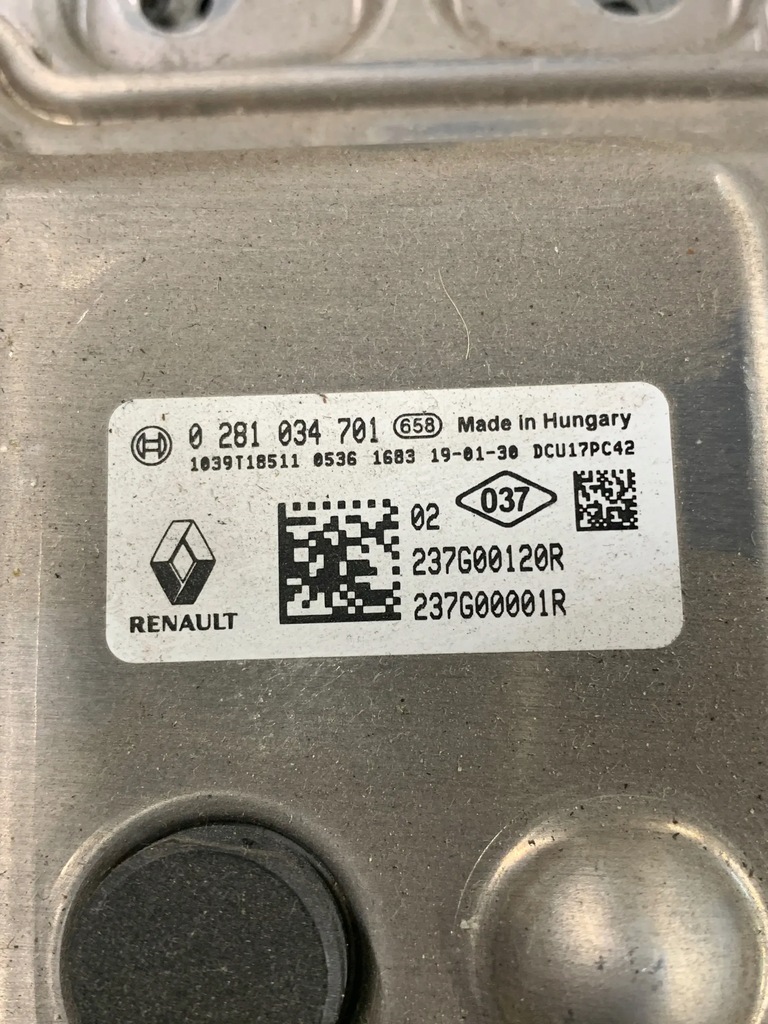 0 281 034 701 658 Made in Hungary
1039T18511 0536 1683 19-01-30 DCU17PC42
02 037
237G00120R
237G00001R
RENAULT